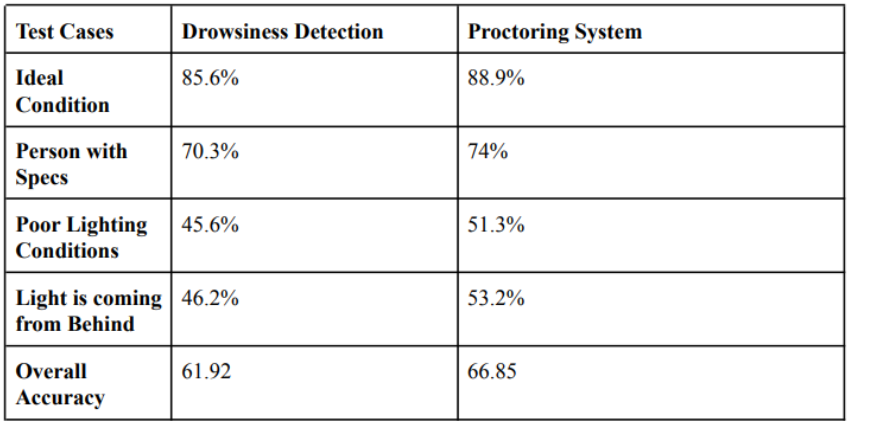 Test Cases Drowsiness Detection Proctoring System
Ideal 85.6% 88.9%
Condition
Person with 70.3% 74%
Specs
Poor Lighting 45.6% 51.3%
Conditions
Light is coming 46.2% 53.2%
from Behind
Overall 61.92 66.85
Accuracy